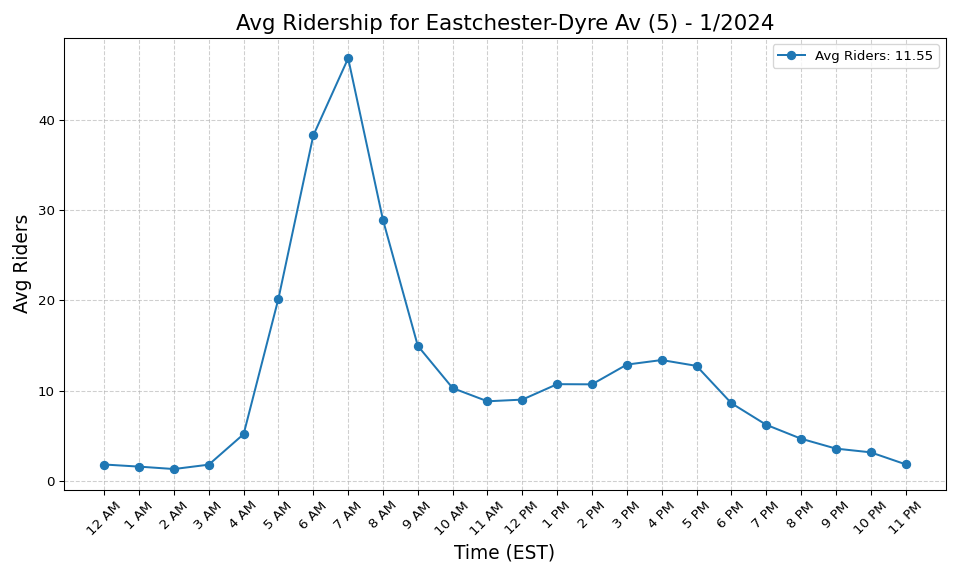 Avg Ridership for Eastchester-Dyre Av (5) - 1/2024
Avg Riders: 11.55
Avg Riders
40
30
20
10
0
12 AM
1 AM
2 AM
3 AM
4 AM
5 AM
6 AM
7 AM
8 AM
9 AM
10 AM
11 AM
12 PM
1 PM
2 PM
3 PM
4 PM
5 PM
6 PM
7 PM
8 PM
9 PM
10 PM
11 PM
Time (EST)